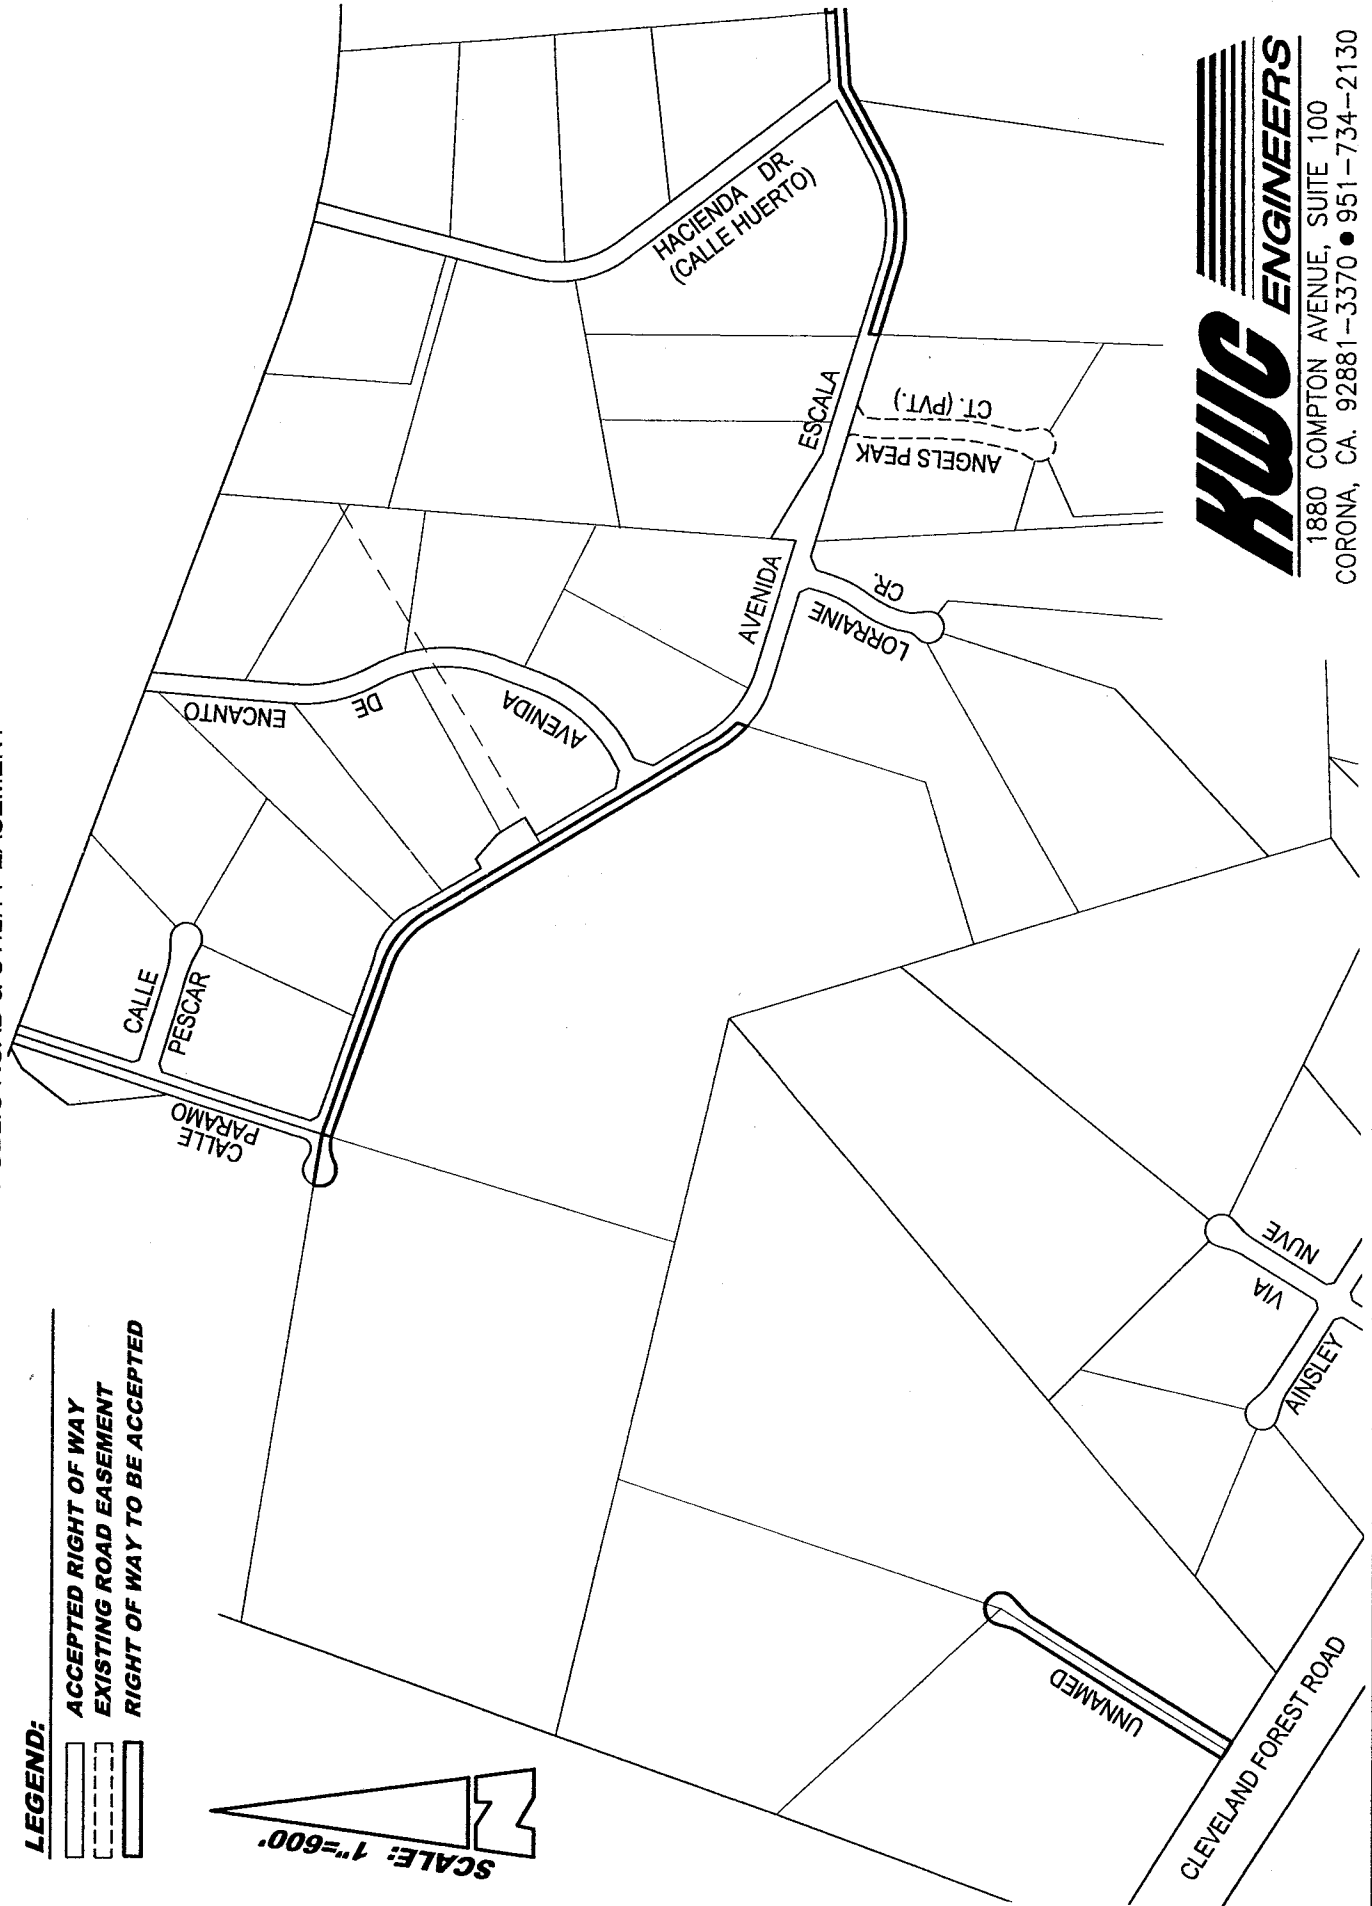 LEGEND:
ACCEPTED RIGHT OF WAY
EXISTING ROAD EASEMENT
RIGHT OF WAY TO BE ACCEPTED
SCALE: 1"=600'
N
CALLE
PESCAR
CALLE
PARAMO
AVENIDA
DE
ENCANTO
AVENIDA
ESCALA
HACIENDA DR.
(CALLE HUERTO)
LORRAINE
CR.
ANGELS PEAK
CT. (PVT.)
VIA
NUVE
AINSLEY
UNNAMED
CLEVELAND FOREST ROAD
KWC ENGINEERS
1880 COMPTON AVENUE, SUITE 100
CORONA, CA. 92881-3370 • 951-734-2130